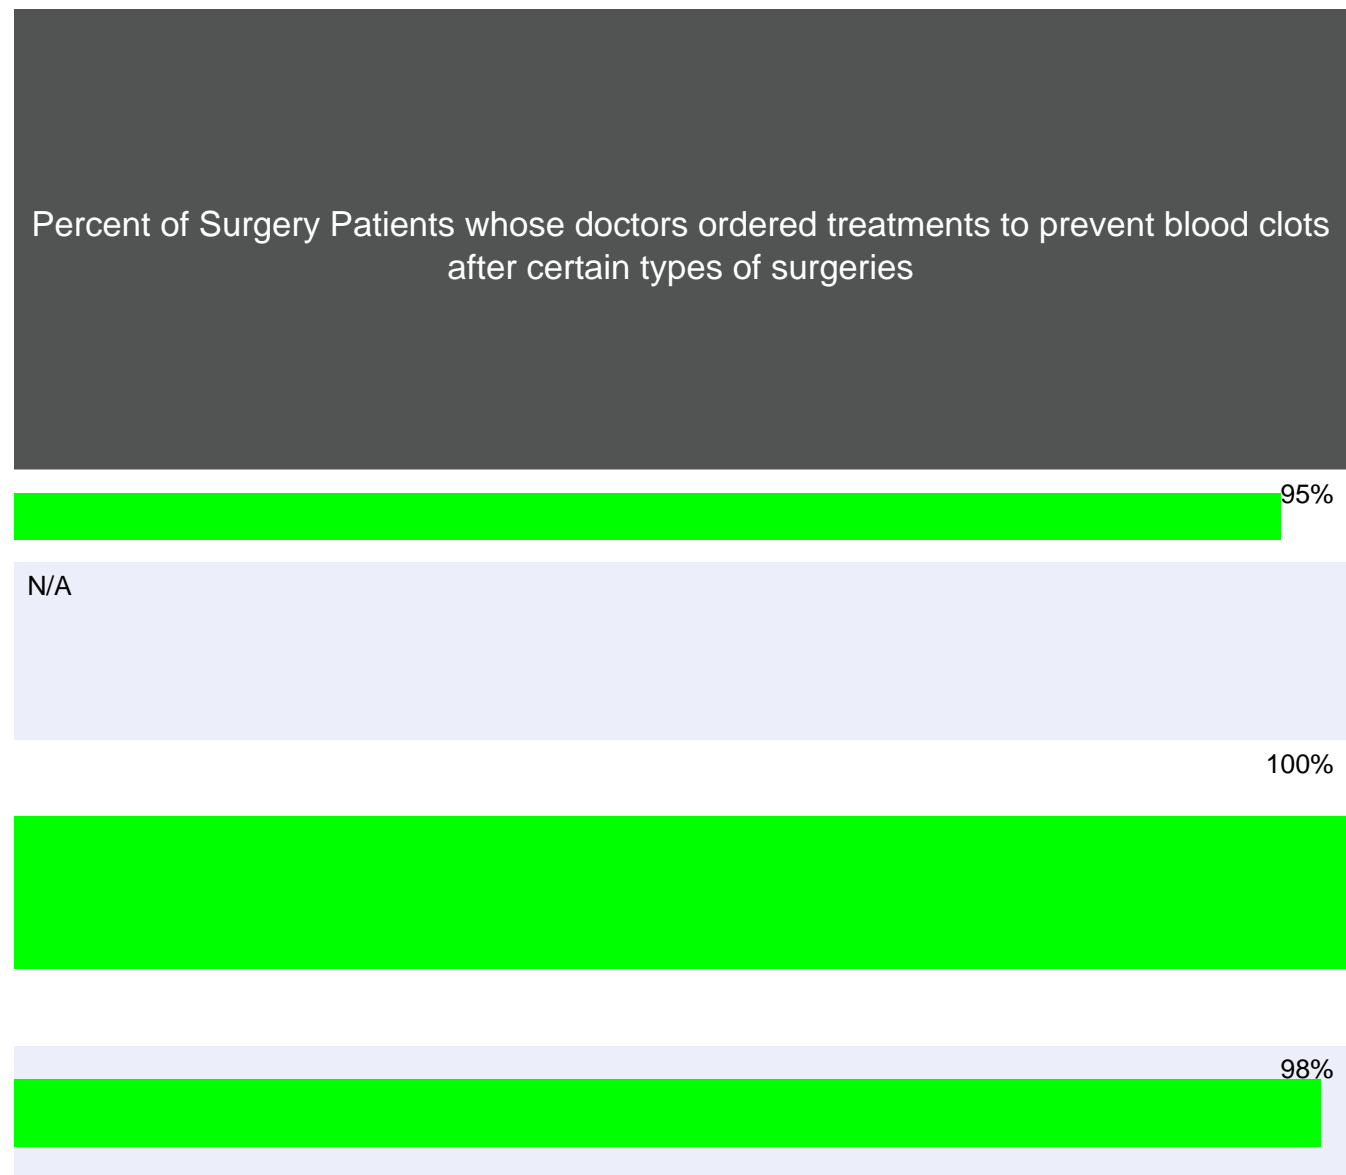 Percent of Surgery Patients whose doctors ordered treatments to prevent blood clots
after certain types of surgeries
95%
N/A
100%
98%